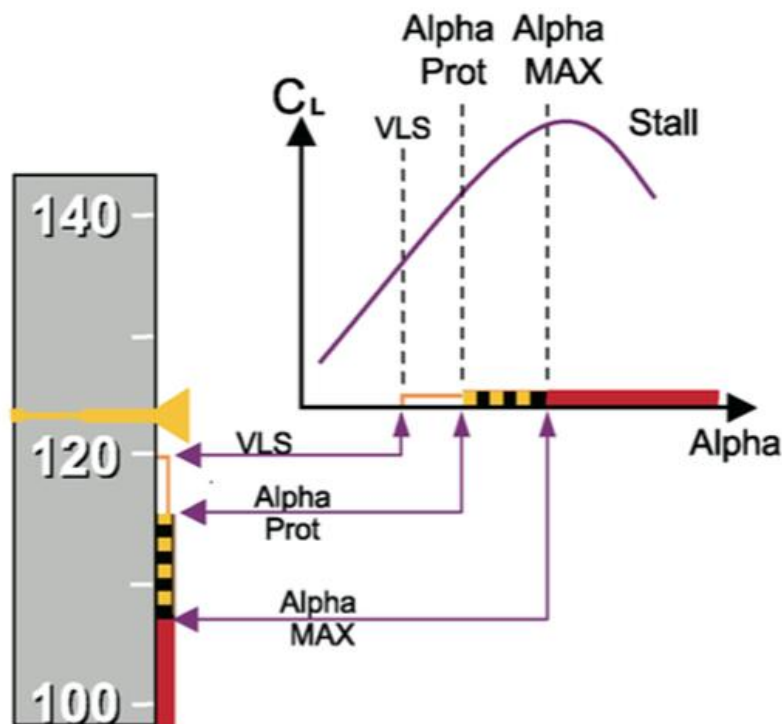 Alpha Alpha
Prot MAX
CL
VLS
Stall
140
120
VLS
Alpha
Alpha
Prot
Alpha
MAX
100